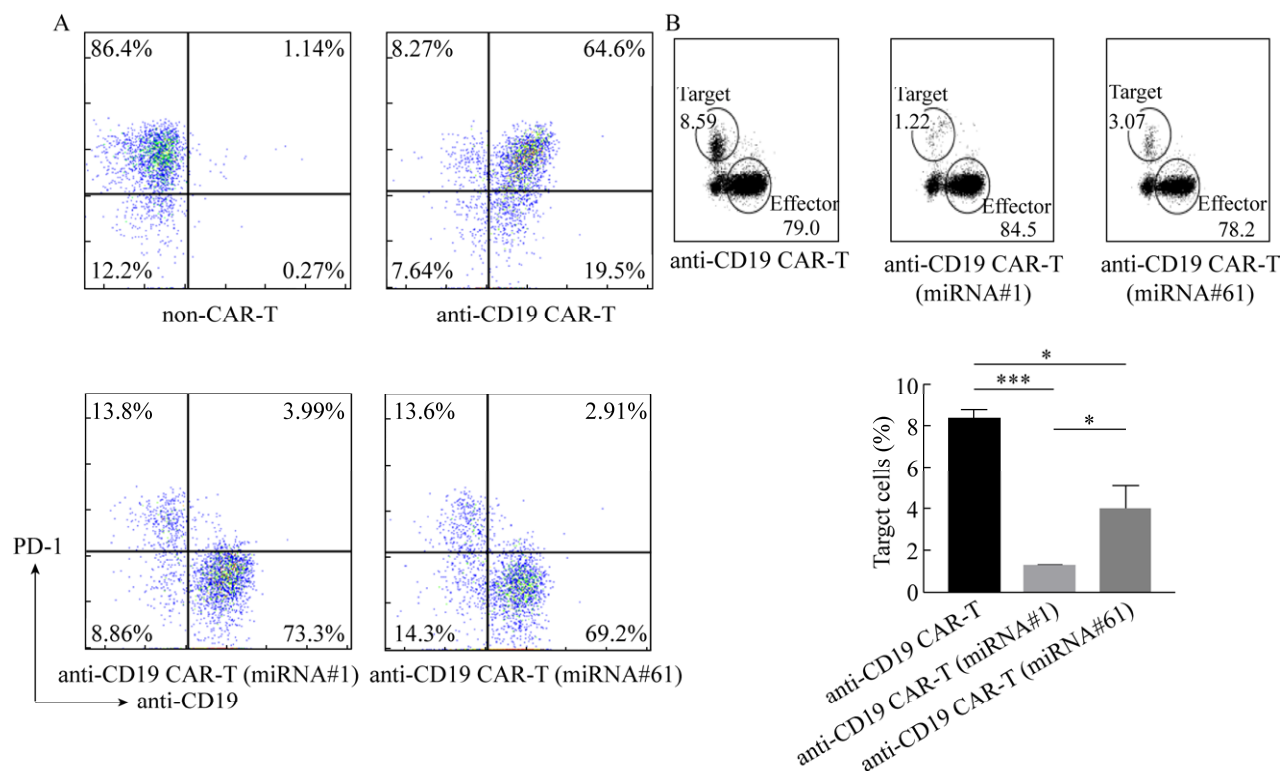 A
86.4% 1.14%
12.2% 0.27%
non-CAR-T
8.27% 64.6%
7.64% 19.5%
anti-CD19 CAR-T
13.8% 3.99%
8.86% 73.3%
anti-CD19 CAR-T (miRNA#1)
13.6% 2.91%
14.3% 69.2%
anti-CD19 CAR-T (miRNA#61)
PD-1
anti-CD19
B
Target
8.59
Effector
79.0
anti-CD19 CAR-T
Target
1.22
Effector
84.5
anti-CD19 CAR-T
(miRNA#1)
Target
3.07
Effector
78.2
anti-CD19 CAR-T
(miRNA#61)
Target cells (%)
10
8
6
4
2
0
*
***
*
anti-CD19 CAR-T
anti-CD19 CAR-T (miRNA#1)
anti-CD19 CAR-T (miRNA#61)